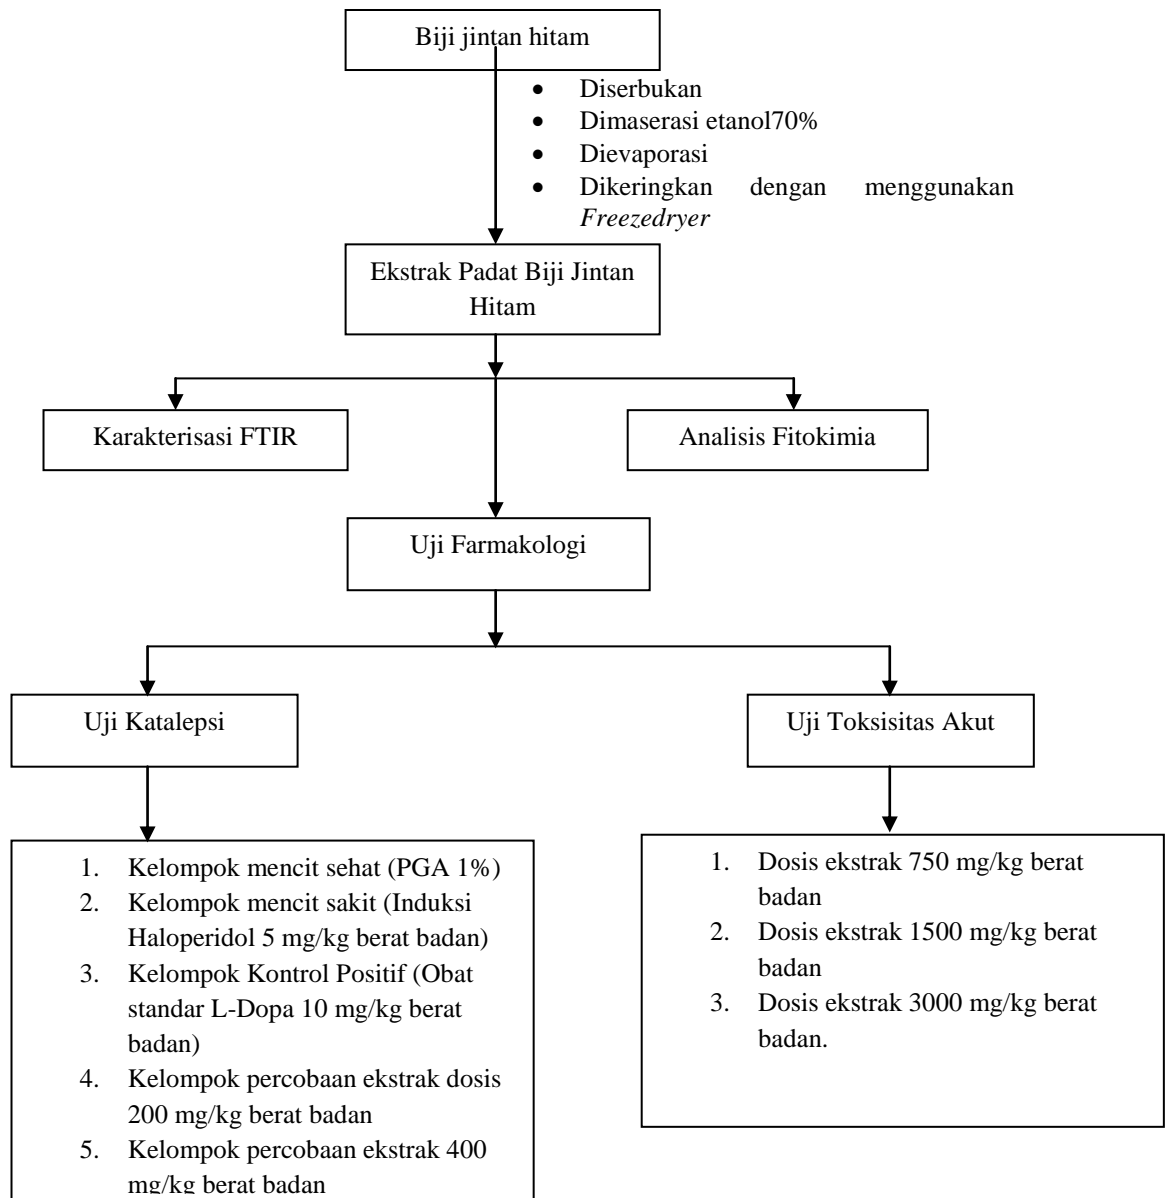 Biji jintan hitam
• Diserbukan
• Dimaserasi etanol70%
• Dievaporasi
• Dikeringkan dengan menggunakan
Freezedryer
Ekstrak Padat Biji Jintan
Hitam
Karakterisasi FTIR
Analisis Fitokimia
Uji Farmakologi
Uji Katalepsi
Uji Toksisitas Akut
1. Kelompok mencit sehat (PGA 1%)
2. Kelompok mencit sakit (Induksi
Haloperidol 5 mg/kg berat badan)
3. Kelompok Kontrol Positif (Obat
standar L-Dopa 10 mg/kg berat
badan)
4. Kelompok percobaan ekstrak dosis
200 mg/kg berat badan
5. Kelompok percobaan ekstrak 400
mg/kg berat badan
1. Dosis ekstrak 750 mg/kg berat
badan
2. Dosis ekstrak 1500 mg/kg berat
badan
3. Dosis ekstrak 3000 mg/kg berat
badan.